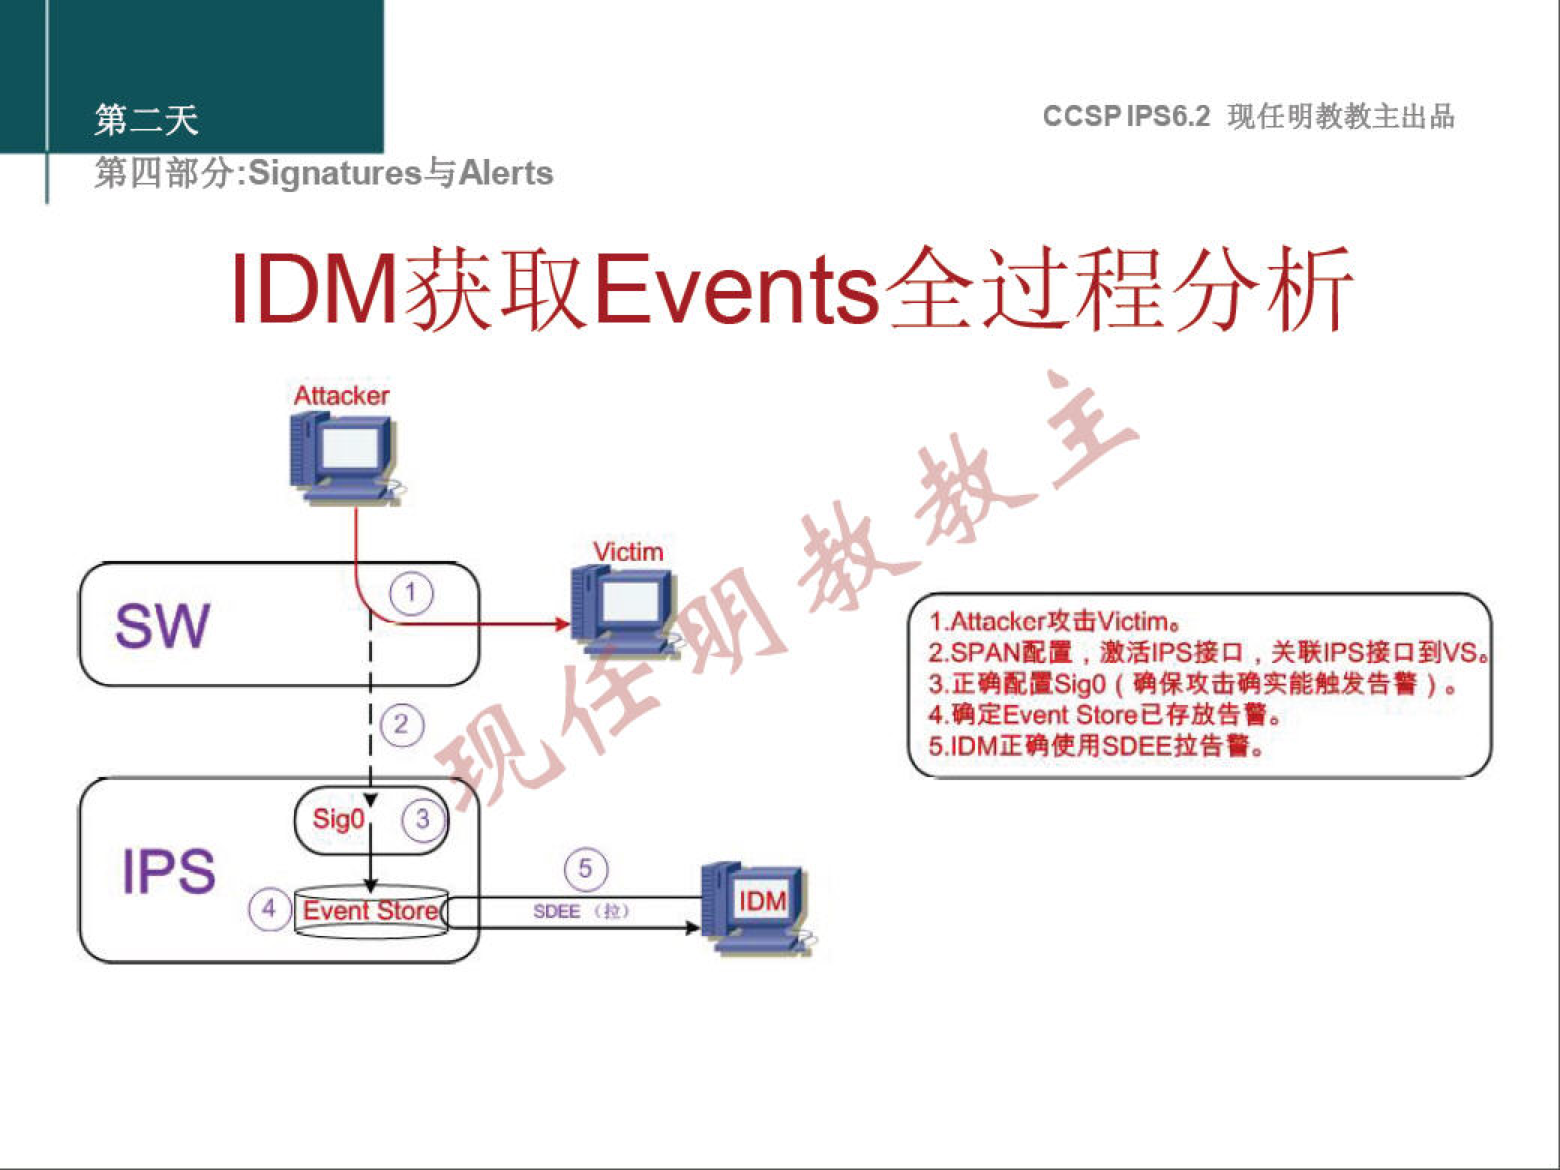 第二天
CCSP IPS6.2 现任明教教主出品
第四部分:Signatures与Alerts
IDM获取Events全过程分析
Attacker
Victim
1
SW
2
Sig0
3
IPS
4
Event Store
5
SDEE（拉）
IDM
1.Attacker攻击Victim。
2.SPAN配置，激活IPS接口，关联IPS接口到VS。
3.正确配置Sig0（确保攻击确实能触发告警）。
4.确定Event Store已存放告警。
5.IDM正确使用SDEE拉告警。
现任明教教主